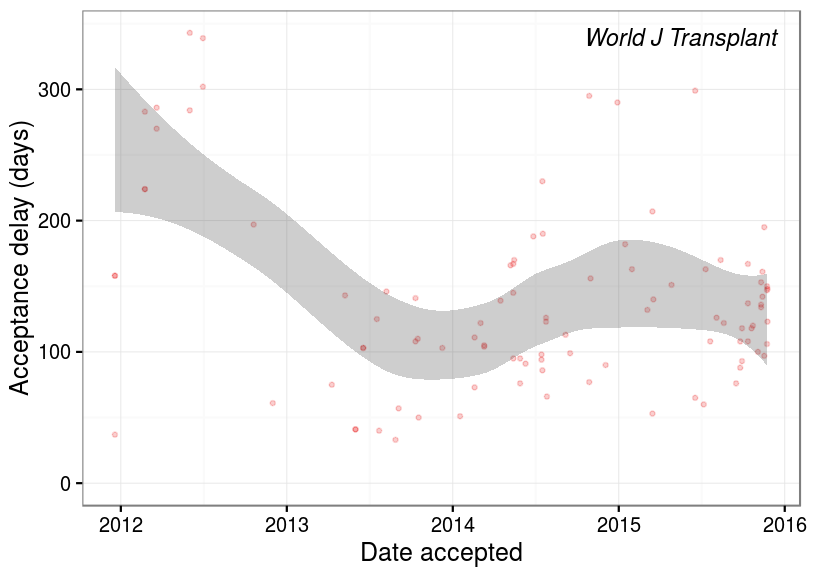 World J Transplant
Acceptance delay (days)
300
200
100
0
2012 2013 2014 2015 2016
Date accepted